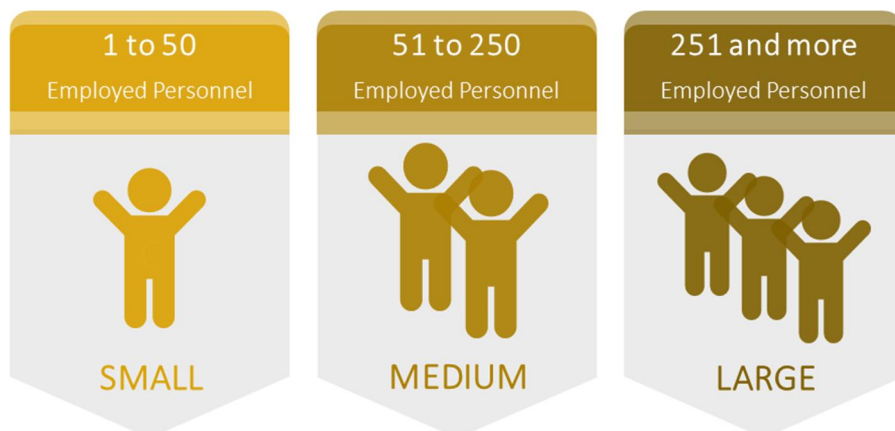 1 to 50
Employed Personnel
SMALL
51 to 250
Employed Personnel
MEDIUM
251 and more
Employed Personnel
LARGE